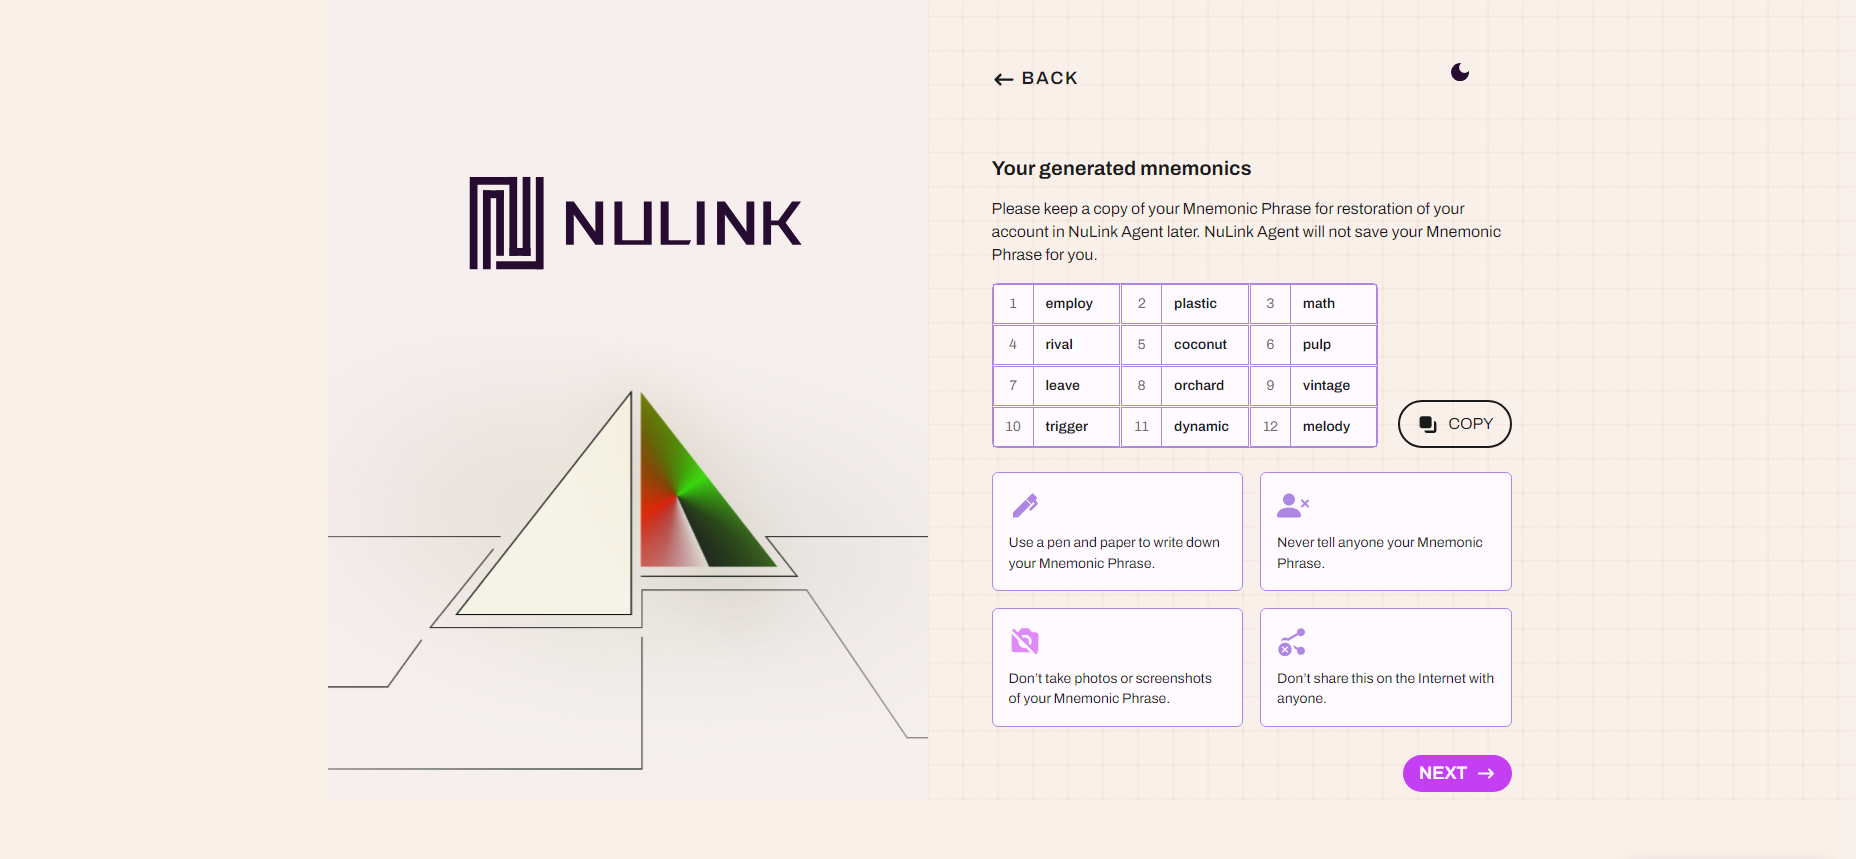 NULINK
BACK
Your generated mnemonics
Please keep a copy of your Mnemonic Phrase for restoration of your
account in NuLink Agent later. NuLink Agent will not save your Mnemonic
Phrase for you.
1 employ 2 plastic 3 math
4 rival 5 coconut 6 pulp
7 leave 8 orchard 9 vintage
10 trigger 11 dynamic 12 melody
COPY
Use a pen and paper to write down
your Mnemonic Phrase.
Never tell anyone your Mnemonic
Phrase.
Don’t take photos or screenshots
of your Mnemonic Phrase.
Don’t share this on the Internet with
anyone.
NEXT